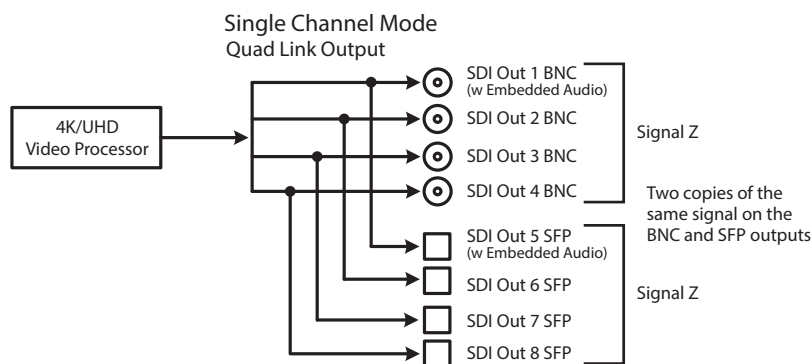 Single Channel Mode
Quad Link Output
4K/UHD
Video Processor
SDI Out 1 BNC
(w Embedded Audio)
SDI Out 2 BNC
SDI Out 3 BNC
SDI Out 4 BNC
Signal Z
Two copies of the
same signal on the
BNC and SFP outputs
SDI Out 5 SFP
(w Embedded Audio)
SDI Out 6 SFP
SDI Out 7 SFP
SDI Out 8 SFP
Signal Z